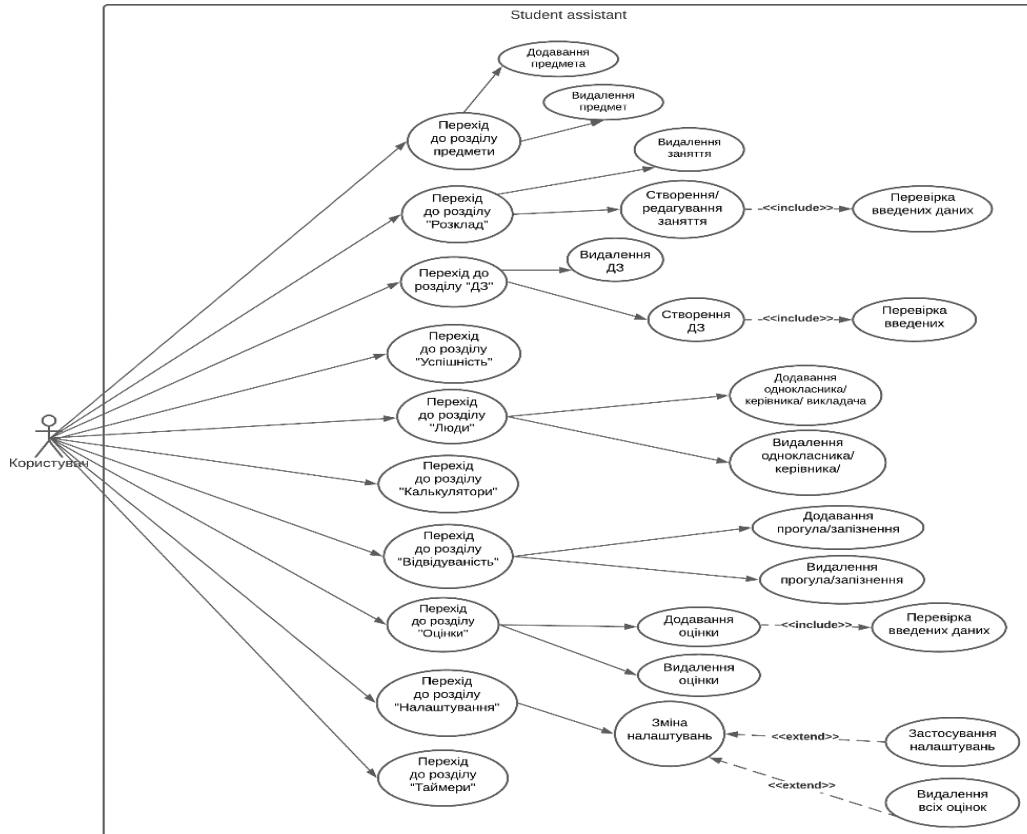 Student assistant
Додавання
предмета
Видалення
предмет
Перехід
до розділу
предмети
Видалення
заняття
Перехід
до розділу
"Розклад"
Створення/
редагування
заняття
<<include>>
Перевірка
введених даних
Видалення
ДЗ
Перехід до
розділу "ДЗ"
Створення
ДЗ
<<include>>
Перевірка
введених
Перехід
до розділу
"Успішність"
Додавання
однокласника/
керівника/ викладача
Перехід
до розділу
"Люди"
Користувач
Видалення
однокласника/
керівника/
Перехід
до розділу
"Калькулятори"
Додавання
прогула/запізнення
Перехід
до розділу
"Відвідуваність"
Видалення
прогула/запізнення
Перехід
до розділу
"Оцінки"
Додавання
оцінки
<<include>>
Перевірка
введених даних
Видалення
оцінки
Перехід
до розділу
"Налаштування"
Зміна
налаштувань
<<extend>>
Застосування
налаштувань
Перехід
до розділу
"Таймери"
<<extend>>
Видалення
всіх оцінок